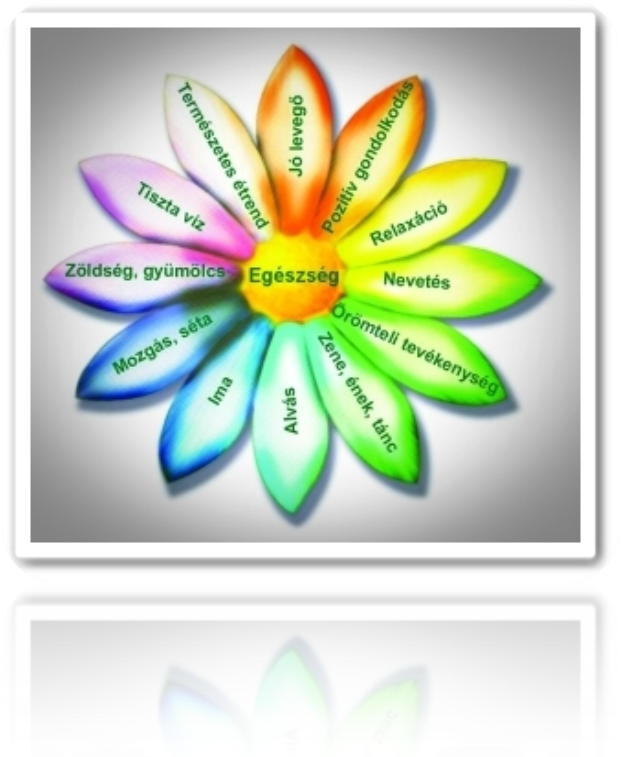 Jó levegő
Pozitív gondolkodás
Relaxáció
Nevetés
Örömteli tevékenység
Zene, ének, tánc
Alvás
Ima
Mozgás, séta
Zöldség, gyümölcs
Tiszta víz
Természetes étrend
Egészség